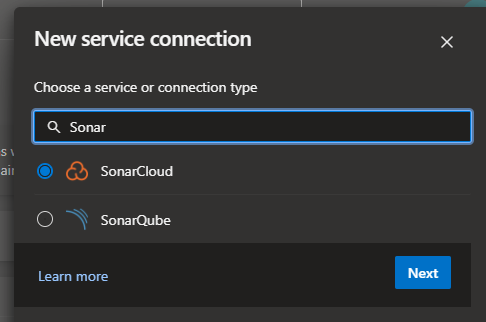 New service connection
Choose a service or connection type
Sonar
SonarCloud
SonarQube
Learn more
Next